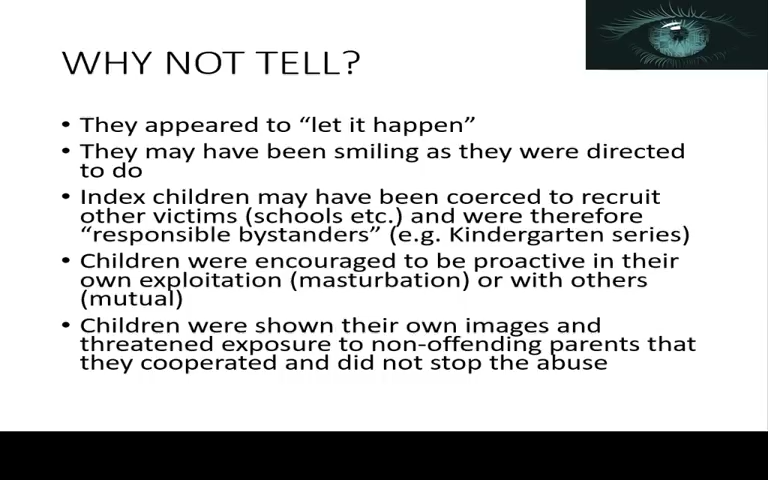 WHY NOT TELL?
• They appeared to “let it happen”
• They may have been smiling as they were directed
to do
• Index children may have been coerced to recruit
other victims (schools etc.) and were therefore
“responsible bystanders” (e.g. Kindergarten series)
• Children were encouraged to be proactive in their
own exploitation (masturbation) or with others
(mutual)
• Children were shown their own images and
threatened exposure to non-offending parents that
they cooperated and did not stop the abuse